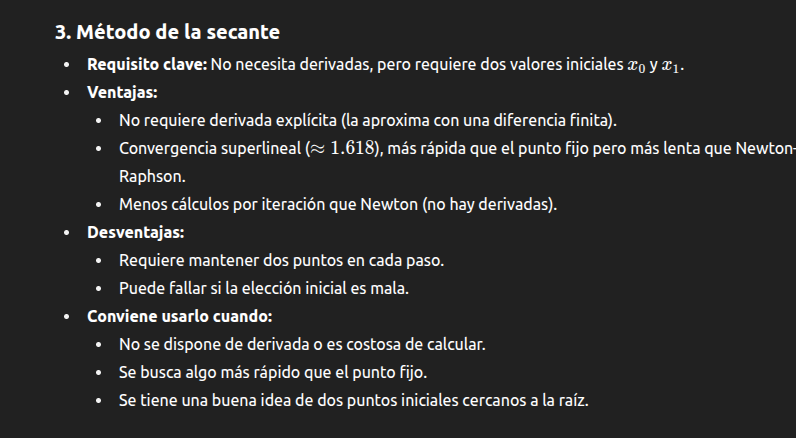 3. Método de la secante
• Requisito clave: No necesita derivadas, pero requiere dos valores iniciales x₀ y x₁.
• Ventajas:
• No requiere derivada explícita (la aproxima con una diferencia finita).
• Convergencia superlineal (≈ 1.618), más rápida que el punto fijo pero más lenta que Newton-
Raphson.
• Menos cálculos por iteración que Newton (no hay derivadas).
• Desventajas:
• Requiere mantener dos puntos en cada paso.
• Puede fallar si la elección inicial es mala.
• Conviene usarlo cuando:
• No se dispone de derivada o es costosa de calcular.
• Se busca algo más rápido que el punto fijo.
• Se tiene una buena idea de dos puntos iniciales cercanos a la raíz.